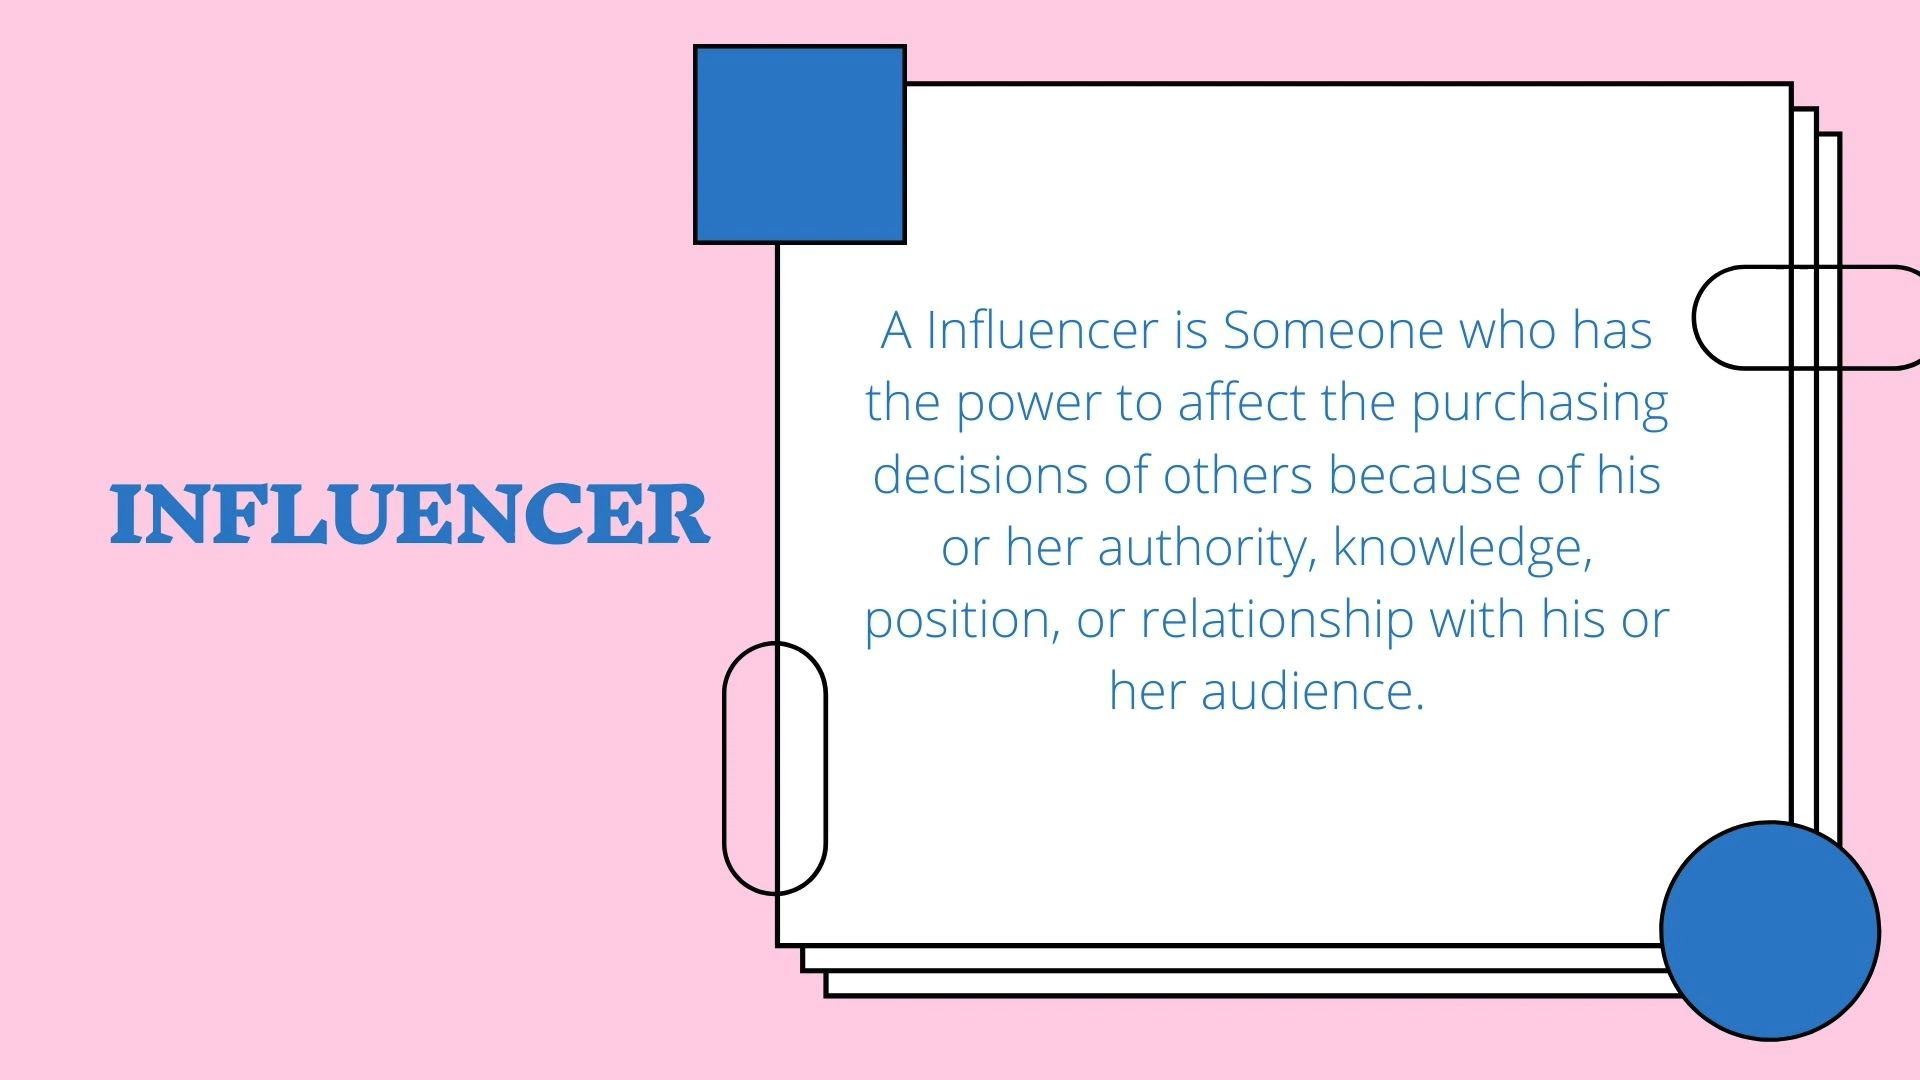 INFLUENCER
A Influencer is Someone who has
the power to affect the purchasing
decisions of others because of his
or her authority, knowledge,
position, or relationship with his or
her audience.